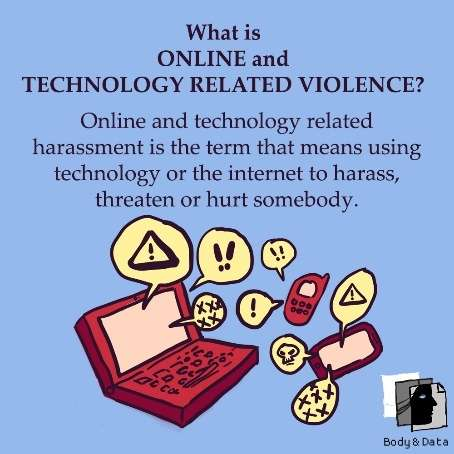 What is
ONLINE and
TECHNOLOGY RELATED VIOLENCE?
Online and technology related
harassment is the term that means using
technology or the internet to harass,
threaten or hurt somebody.
!
!!
!!
!
!
Body & Data